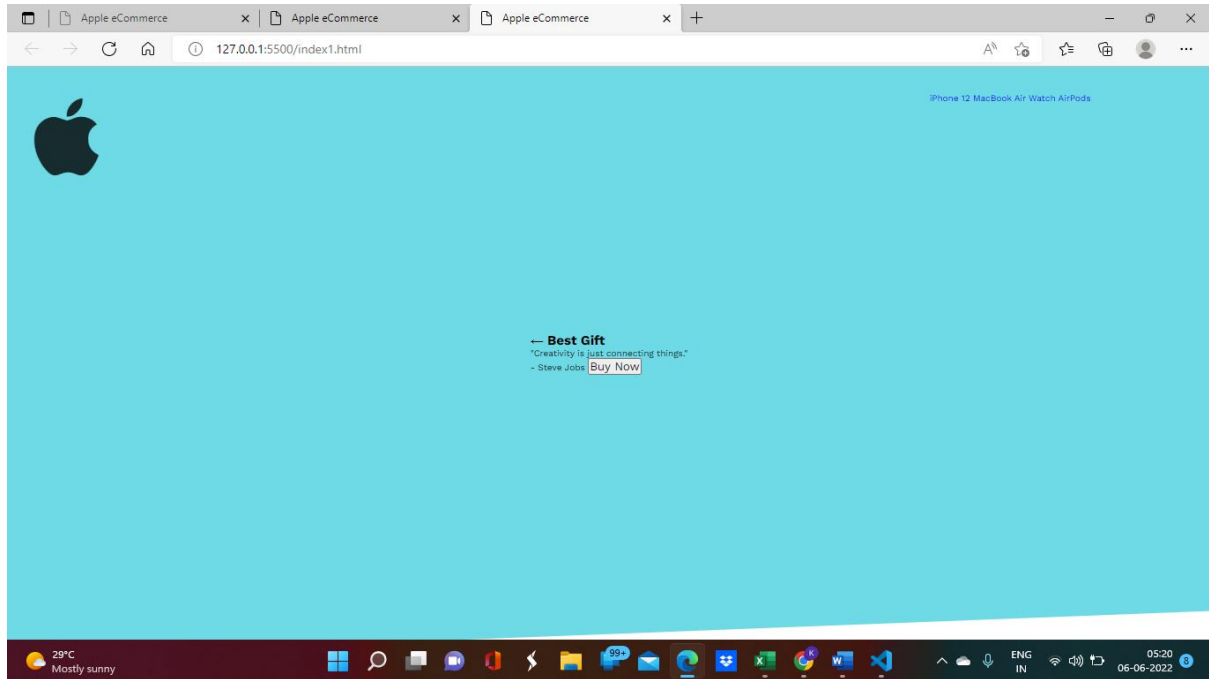 Apple eCommerce
Apple eCommerce
Apple eCommerce
127.0.0.1:5500/index1.html
iPhone 12 MacBook Air Watch AirPods
← Best Gift
"Creativity is just connecting things."
- Steve Jobs Buy Now
29°C
Mostly sunny
99+
K
ENG
IN
05:20
06-06-2022
8